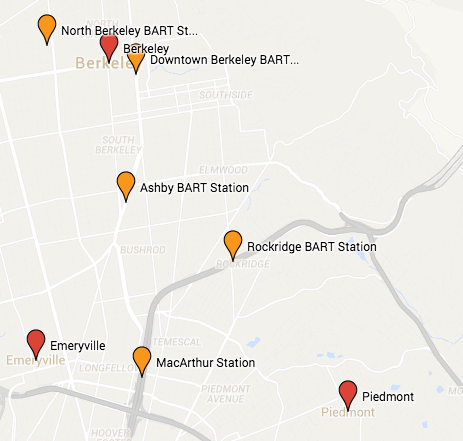 NORTH
North Berkeley BART St...
Berkeley
Berkeley
Downtown Berkeley BART...
SOUTHSIDE
SOUTH
BERKELEY
ELMWOOD
Ashby BART Station
BUSHROD
Rockridge BART Station
ROCKRIDGE
Emeryville
Emeryville
TEMESCAL
LONGFELLOW
MacArthur Station
PIEDMONT
AVENUE
Piedmont
Piedmont
HOOVER